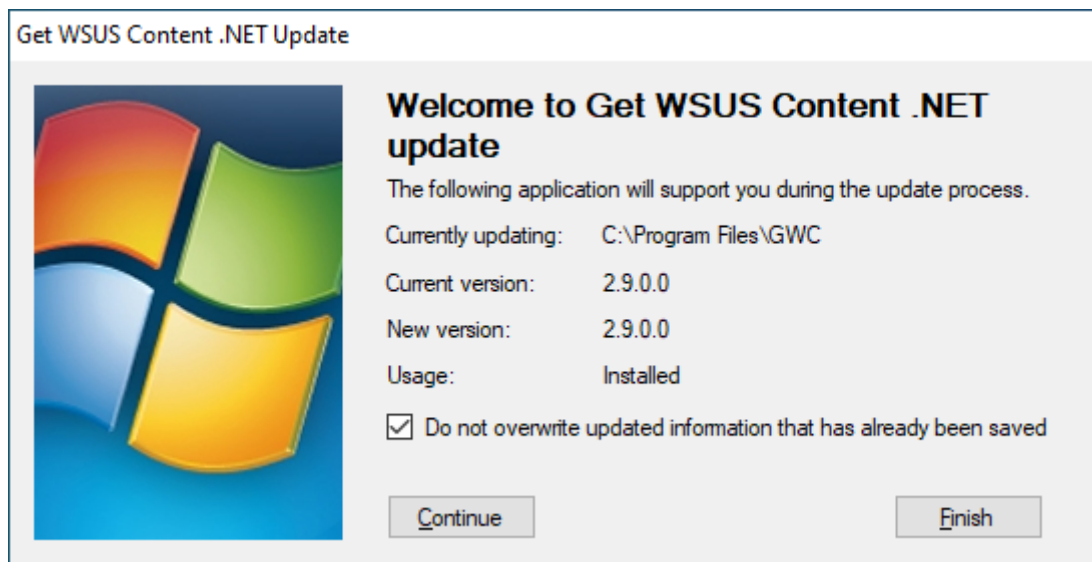 Get WSUS Content .NET Update
Welcome to Get WSUS Content .NET
update
The following application will support you during the update process.
Currently updating: C:\Program Files\GWC
Current version: 2.9.0.0
New version: 2.9.0.0
Usage: Installed
Do not overwrite updated information that has already been saved
Continue Finish